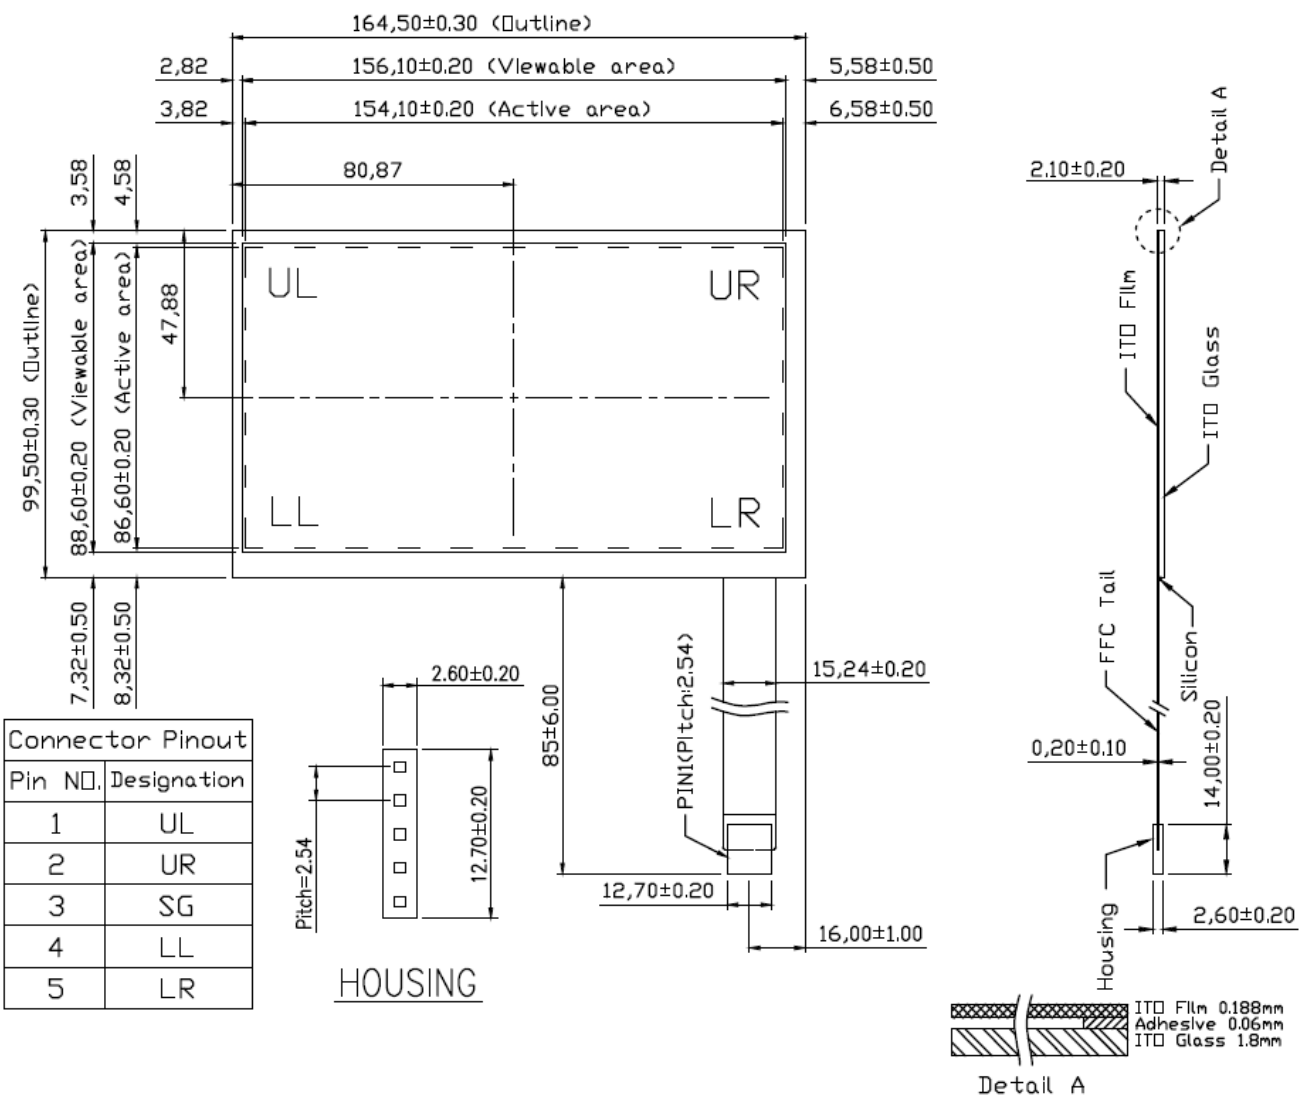 164,50±0.30 (Outline)
2,82
156,10±0.20 (Viewable area)
5,58±0.50
3,82
154,10±0.20 (Active area)
6,58±0.50
80,87
3,58
4,58
47,88
99,50±0.30 (Outline)
88,60±0.20 (Viewable area)
86,60±0.20 (Active area)
UL
UR
LL
LR
7,32±0.50
8,32±0.50
2.10±0.20
Detail A
ITO Film
ITO Glass
FFC Tail
Silicon
0,20±0.10
14,00±0.20
Housing
2,60±0.20
85±6.00
PIN1(Pitch:2.54)
15,24±0.20
12,70±0.20
16,00±1.00
2.60±0.20
Pitch=2.54
12.70±0.20
HOUSING
Connector Pinout
Pin NO. Designation
1 UL
2 UR
3 SG
4 LL
5 LR
ITO Film 0.188mm
Adhesive 0.06mm
ITO Glass 1.8mm
Detail A